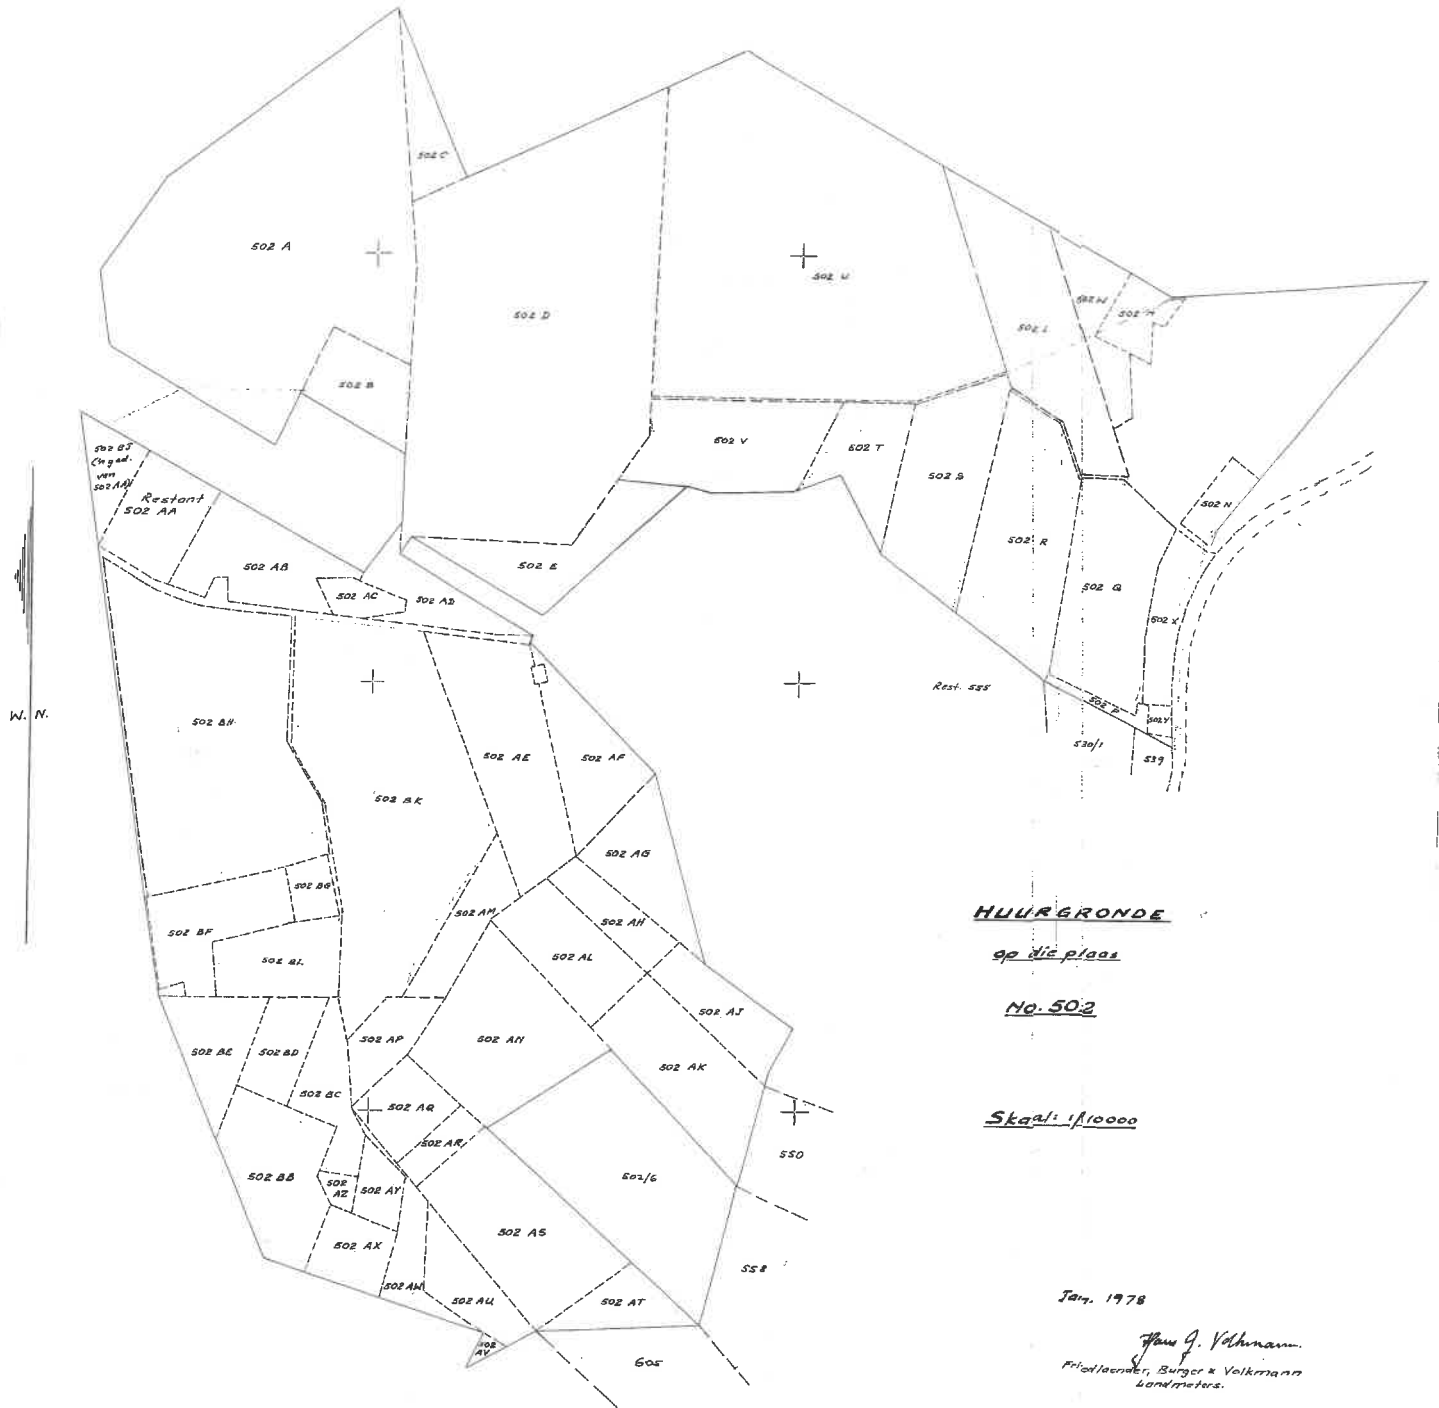 502 C
502 A
502 U
502 D
502 L
502 W
502 M
502 B
502 V
502 T
502 BJ
(n ged.
van
502 AA)
Restant
502 AA
502 S
502 N
502 R
502 AB
502 E
502 Q
502 AC
502 AD
502 X
Rest. 555
502 P
502 Y
W. N.
502 BH
530/1
539
502 AE
502 AF
502 BK
502 AG
502 BG
502 AM
502 AH
HUURGRONDE
502 BF
502 AL
op die plaas
502 BL
No. 502
502 AJ
502 AP
502 AN
502 BE
502 BD
502 AK
502 BC
502 AQ
Skaal: 1/10000
502 AR
550
502 BB
502
AZ
502 AY
502/6
502 AS
502 AX
558
502 AW
502 AU
502 AT
Jan. 1978
502
AV
605
Hans G. Volkmann.
Friedlaender, Burger & Volkmann
Landmeters.